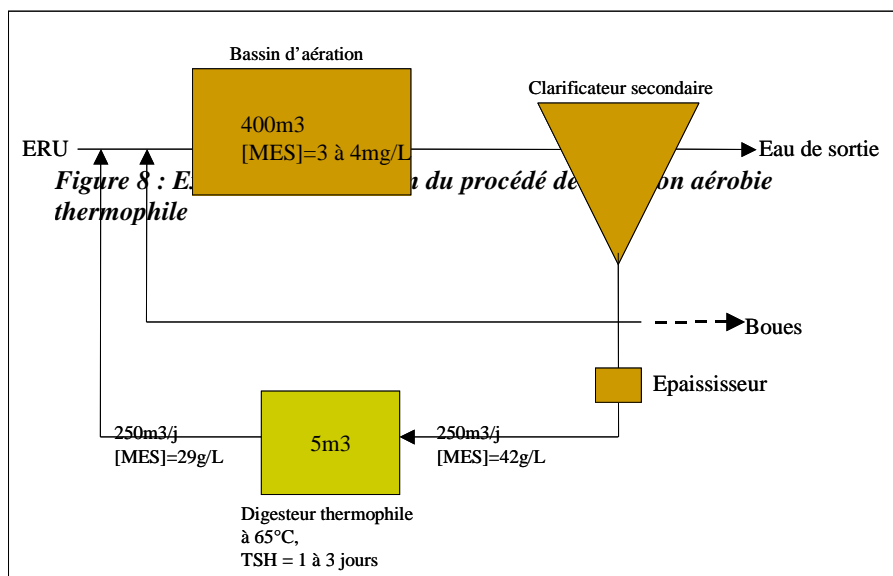 Bassin d'aération
Clarificateur secondaire
400m3
[MES]=3 à 4mg/L
ERU
Eau de sortie
Figure 8 : du procédé de aérobie
thermophile
Boues
Epaississeur
250m3/j
[MES]=29g/L
5m3
250m3/j
[MES]=42g/L
Digesteur thermophile
à 65°C,
TSH = 1 à 3 jours